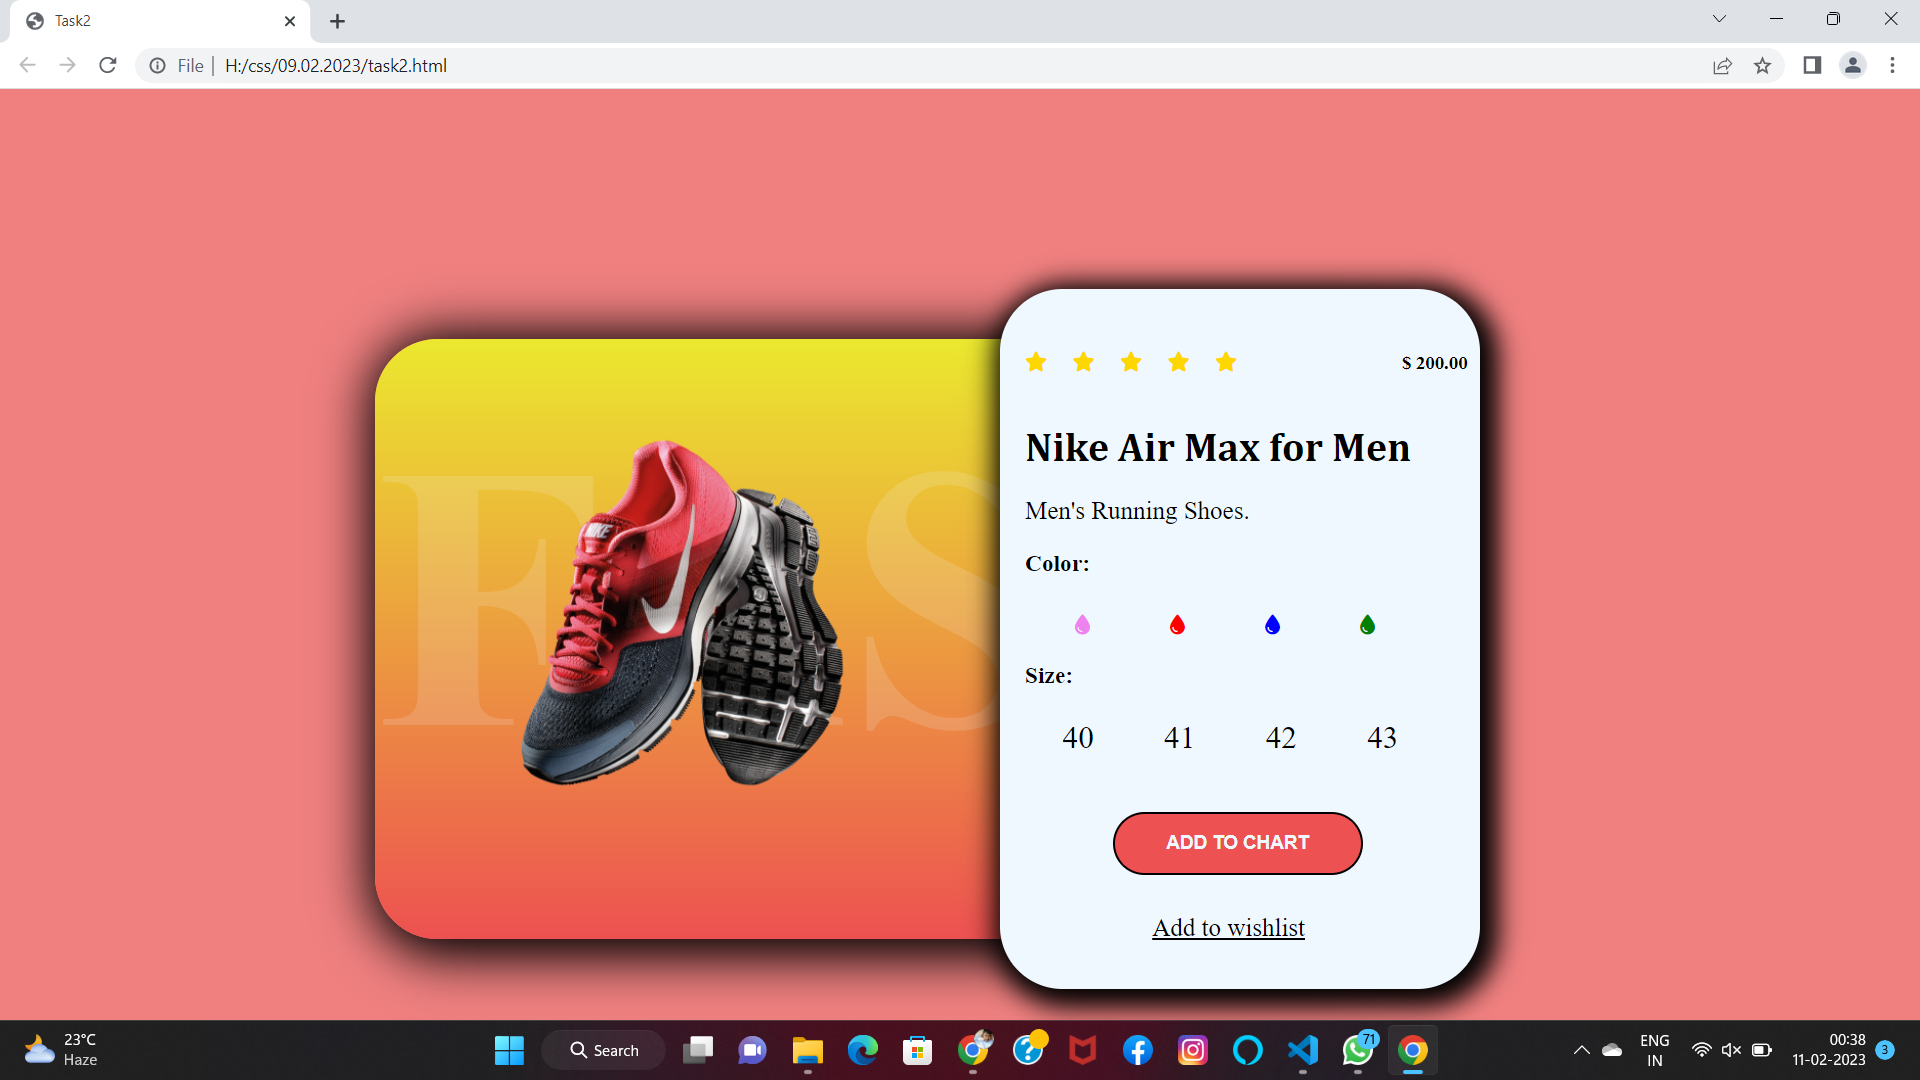 Task2
File | H:/css/09.02.2023/task2.html
$ 200.00
Nike Air Max for Men
Men's Running Shoes.
Color:
Size:
40 41 42 43
ADD TO CHART
Add to wishlist
NIKE
23°C
Haze
Search
71
ENG
IN
00:38
11-02-2023
3